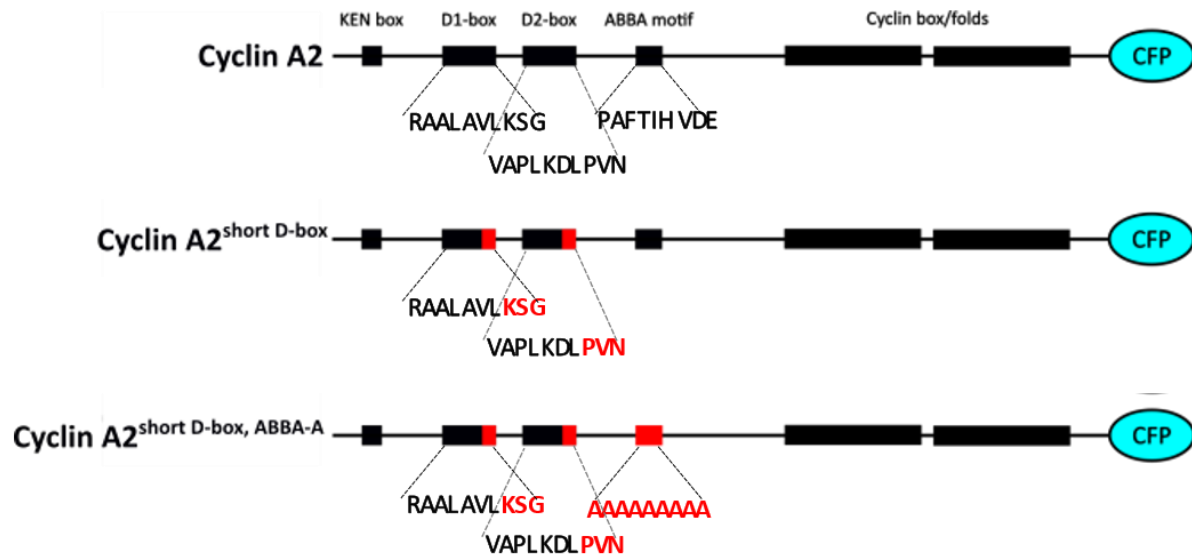 KEN box D1-box D2-box ABBA motif Cyclin box/folds
Cyclin A2 CFP
RAALAVLKSG PAFTIHVDE
VAPLKDLPVN
Cyclin A2short D-box CFP
RAALAVLKSG
VAPLKDLPVN
Cyclin A2short D-box, ABBA-A CFP
RAALAVLKSG AAAAAAAAA
VAPLKDLPVN